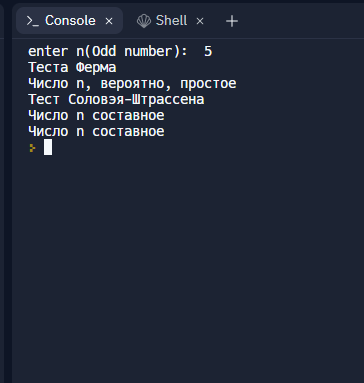 Console Shell
enter n(Odd number):  5
Теста Ферма
Число n, вероятно, простое
Тест Соловэя-Штрассена
Число n составное
Число n составное